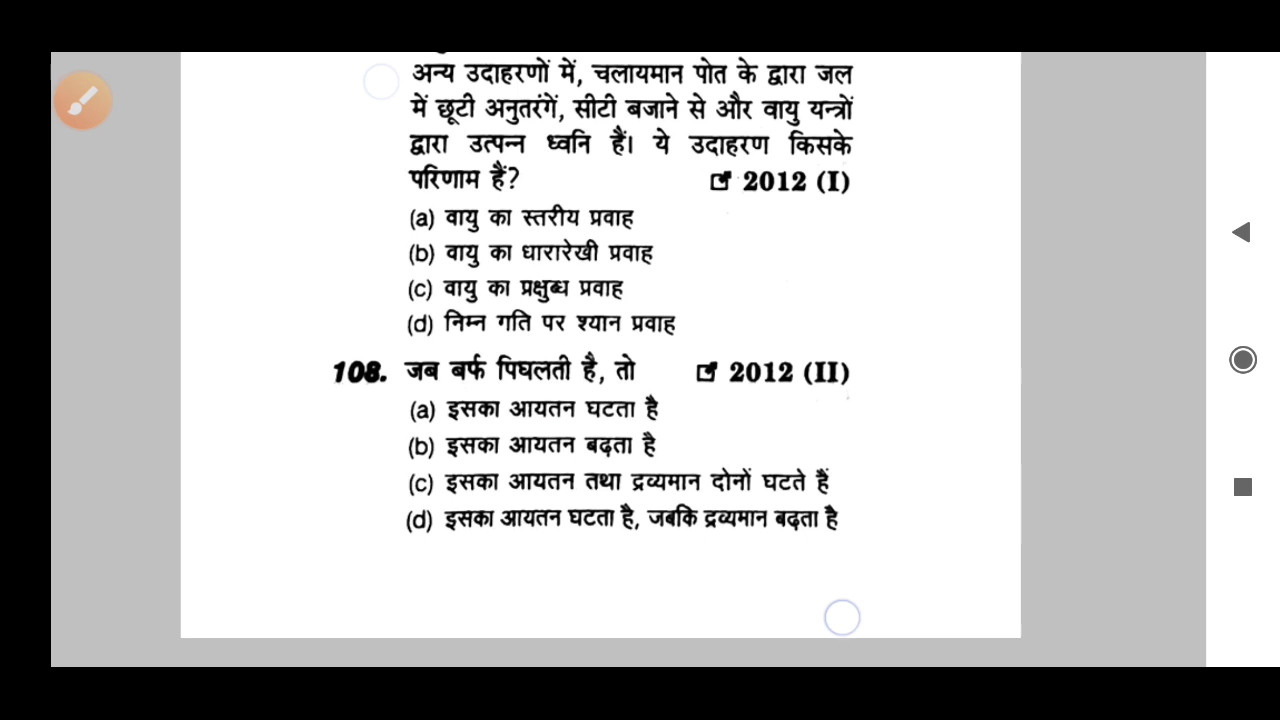 अन्य उदाहरणों में, चलायमान पोत के द्वारा जल
में छूटी अनुतरंगें, सीटी बजाने से और वायु यन्त्रों
द्वारा उत्पन्न ध्वनि हैं। ये उदाहरण किसके
परिणाम हैं? 2012 (I)
(a) वायु का स्तरीय प्रवाह
(b) वायु का धारारेखी प्रवाह
(c) वायु का प्रक्षुब्ध प्रवाह
(d) निम्न गति पर श्यान प्रवाह
108. जब बर्फ पिघलती है, तो 2012 (II)
(a) इसका आयतन घटता है
(b) इसका आयतन बढ़ता है
(c) इसका आयतन तथा द्रव्यमान दोनों घटते हैं
(d) इसका आयतन घटता है, जबकि द्रव्यमान बढ़ता है